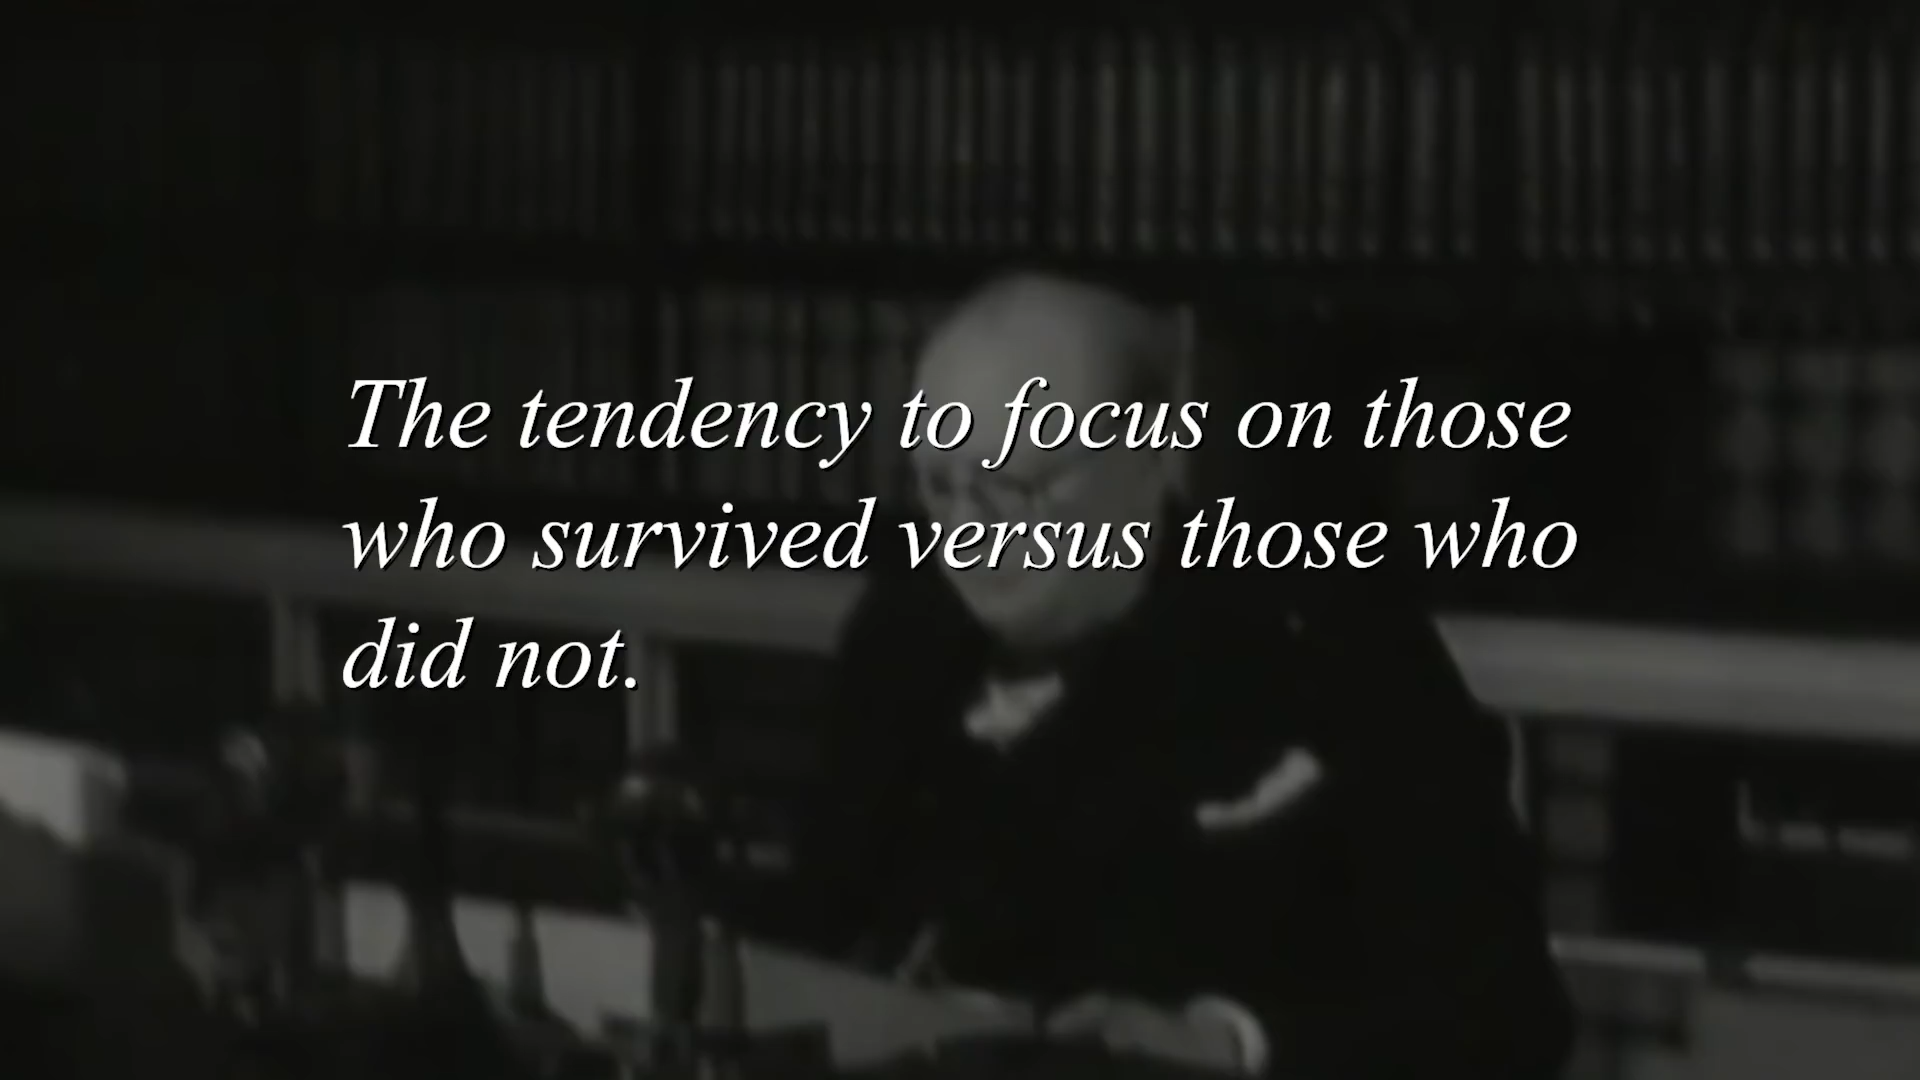 The tendency to focus on those
who survived versus those who
did not.